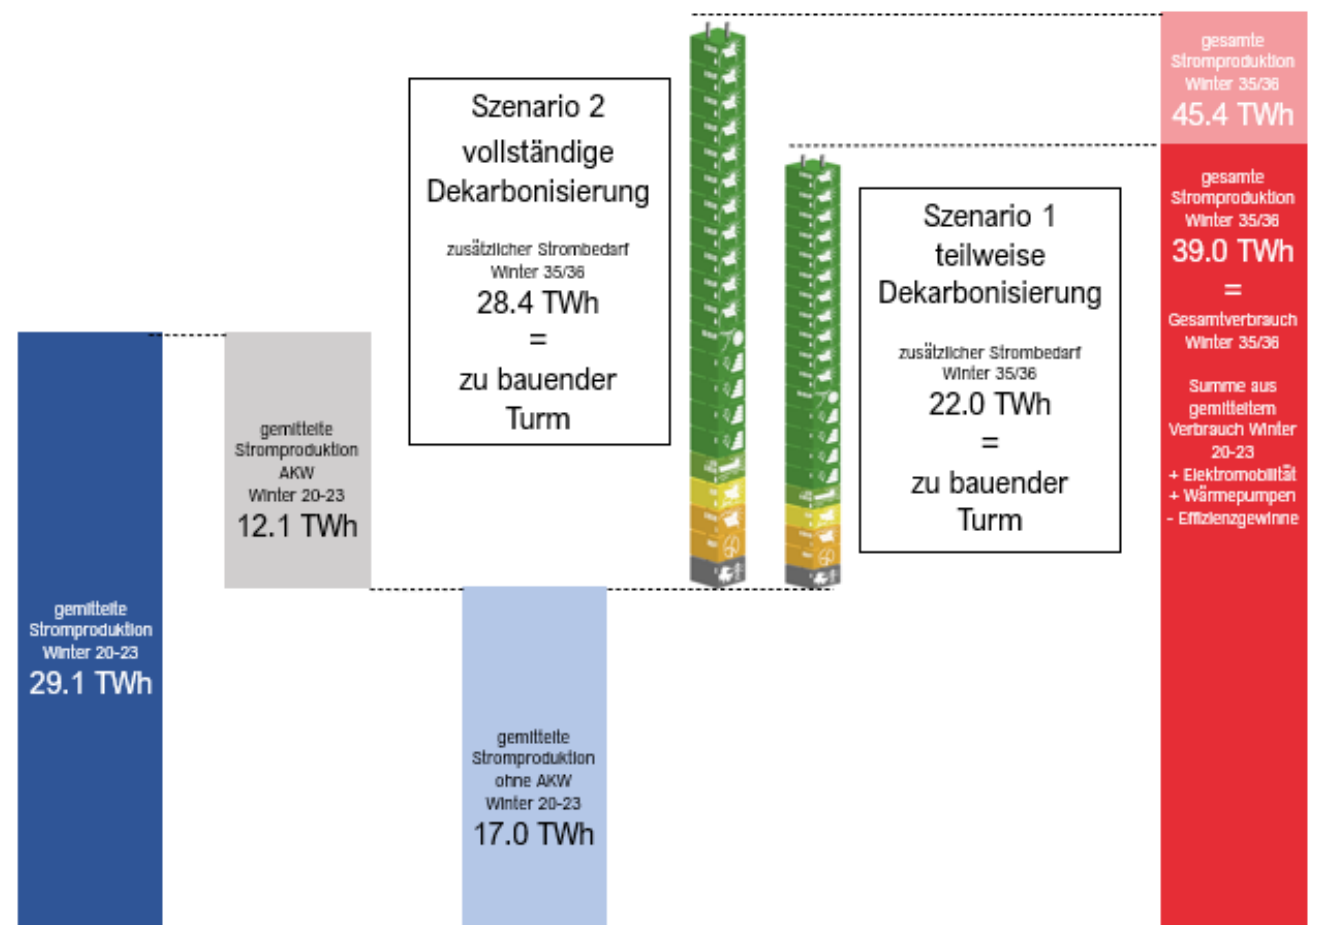 gemittelte
Stromproduktion
Winter 20-23
29.1 TWh
gemittelte
Stromproduktion
AKW
Winter 20-23
12.1 TWh
gemittelte
Stromproduktion
ohne AKW
Winter 20-23
17.0 TWh
Szenario 2
vollständige
Dekarbonisierung
zusätzlicher Strombedarf
Winter 35/36
28.4 TWh
=
zu bauender
Turm
Szenario 1
teilweise
Dekarbonisierung
zusätzlicher Strombedarf
Winter 35/36
22.0 TWh
=
zu bauender
Turm
gesamte
Stromproduktion
Winter 35/36
45.4 TWh
gesamte
Stromproduktion
Winter 35/36
39.0 TWh
=
Gesamtverbrauch
Winter 35/36
Summe aus
gemitteltem
Verbrauch Winter
20-23
+ Elektromobilität
+ Wärmepumpen
- Effizienzgewinne